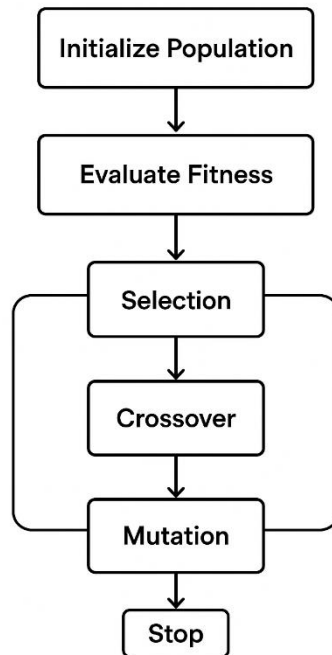 Initialize Population
Evaluate Fitness
Selection
Crossover
Mutation
Stop